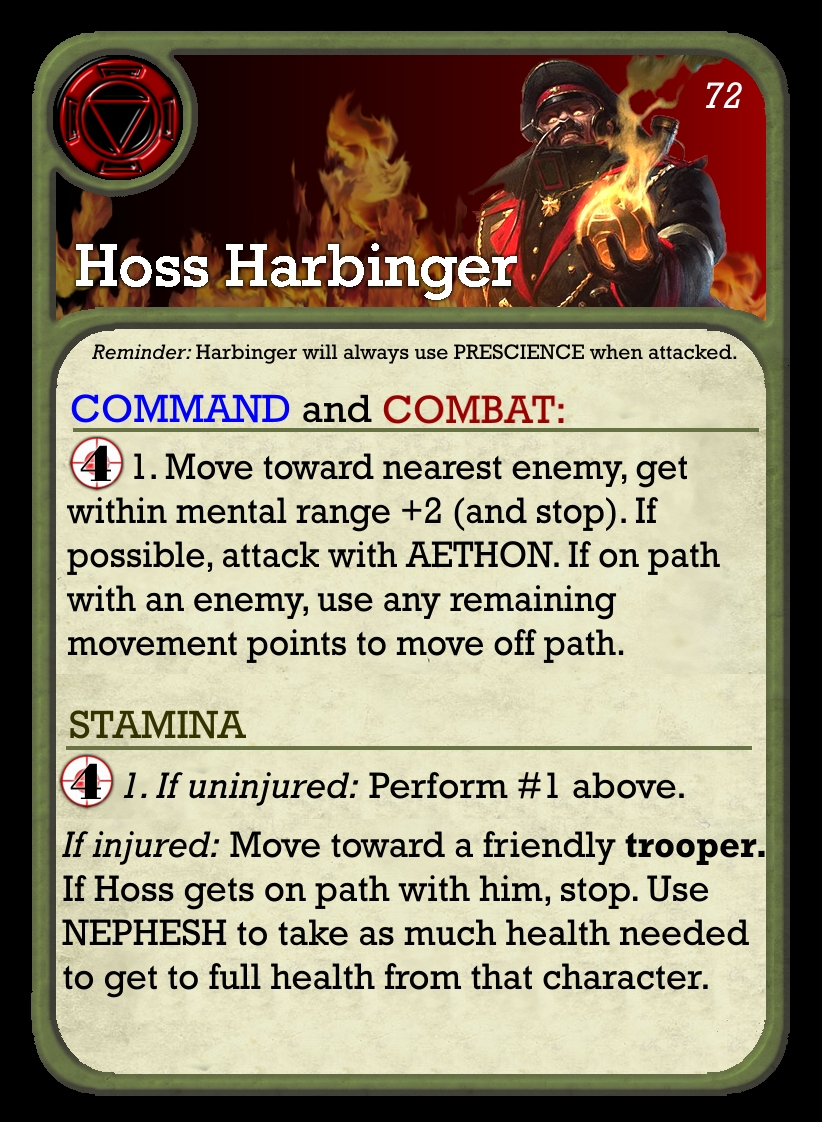 72
Hoss Harbinger
Reminder: Harbinger will always use PRESCIENCE when attacked.
COMMAND and COMBAT:
4 1. Move toward nearest enemy, get
within mental range +2 (and stop). If
possible, attack with AETHON. If on path
with an enemy, use any remaining
movement points to move off path.
STAMINA
4 1. If uninjured: Perform #1 above.
If injured: Move toward a friendly trooper.
If Hoss gets on path with him, stop. Use
NEPHESH to take as much health needed
to get to full health from that character.